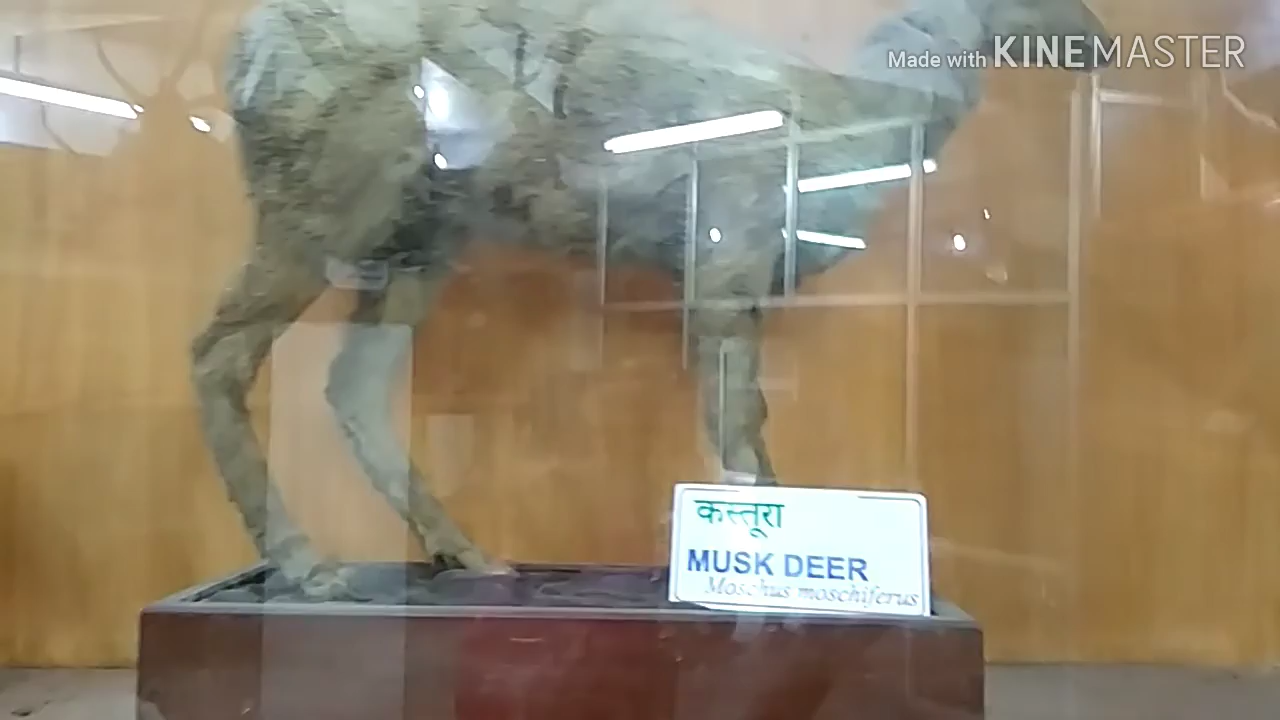 Made with KINEMASTER
कस्तूरा
MUSK DEER
Moschus moschiferus